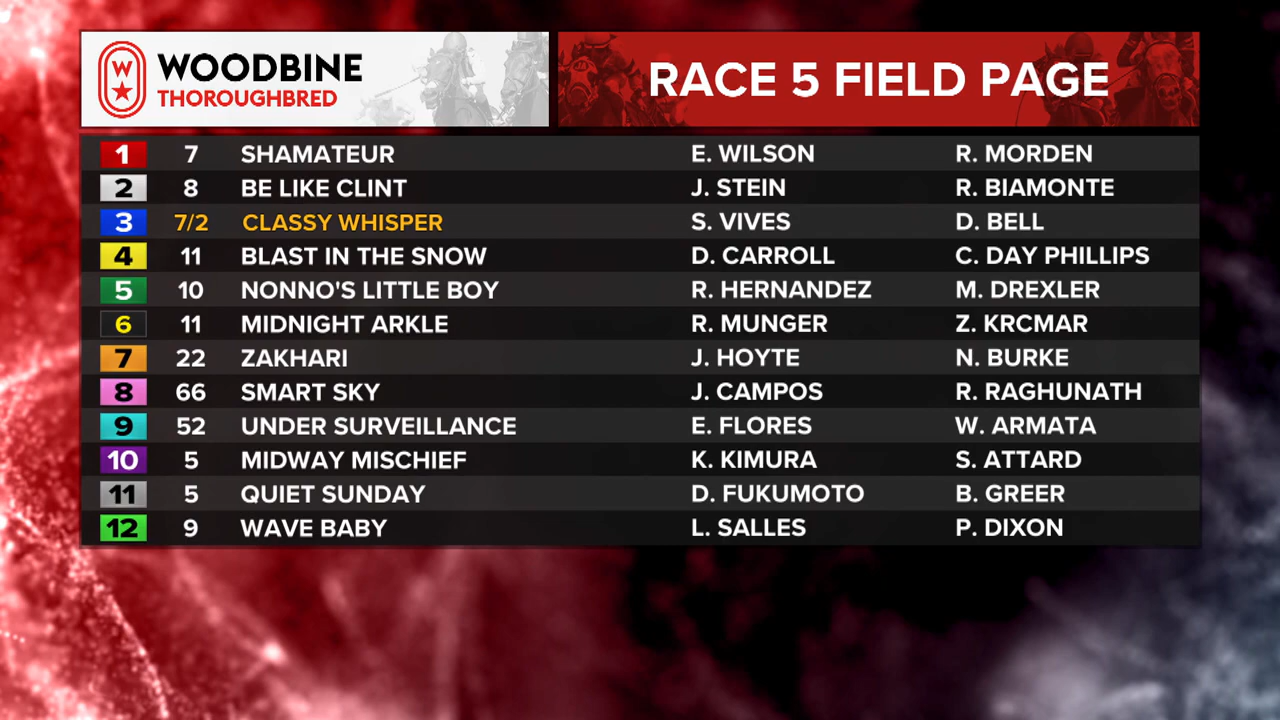 W
WOODBINE
THOROUGHBRED
RACE 5 FIELD PAGE
1 7 SHAMATEUR E. WILSON R. MORDEN
2 8 BE LIKE CLINT J. STEIN R. BIAMONTE
3 7/2 CLASSY WHISPER S. VIVES D. BELL
4 11 BLAST IN THE SNOW D. CARROLL C. DAY PHILLIPS
5 10 NONNO'S LITTLE BOY R. HERNANDEZ M. DREXLER
6 11 MIDNIGHT ARKLE R. MUNGER Z. KRCMAR
7 22 ZAKHARI J. HOYTE N. BURKE
8 66 SMART SKY J. CAMPOS R. RAGHUNATH
9 52 UNDER SURVEILLANCE E. FLORES W. ARMATA
10 5 MIDWAY MISCHIEF K. KIMURA S. ATTARD
11 5 QUIET SUNDAY D. FUKUMOTO B. GREER
12 9 WAVE BABY L. SALLES P. DIXON